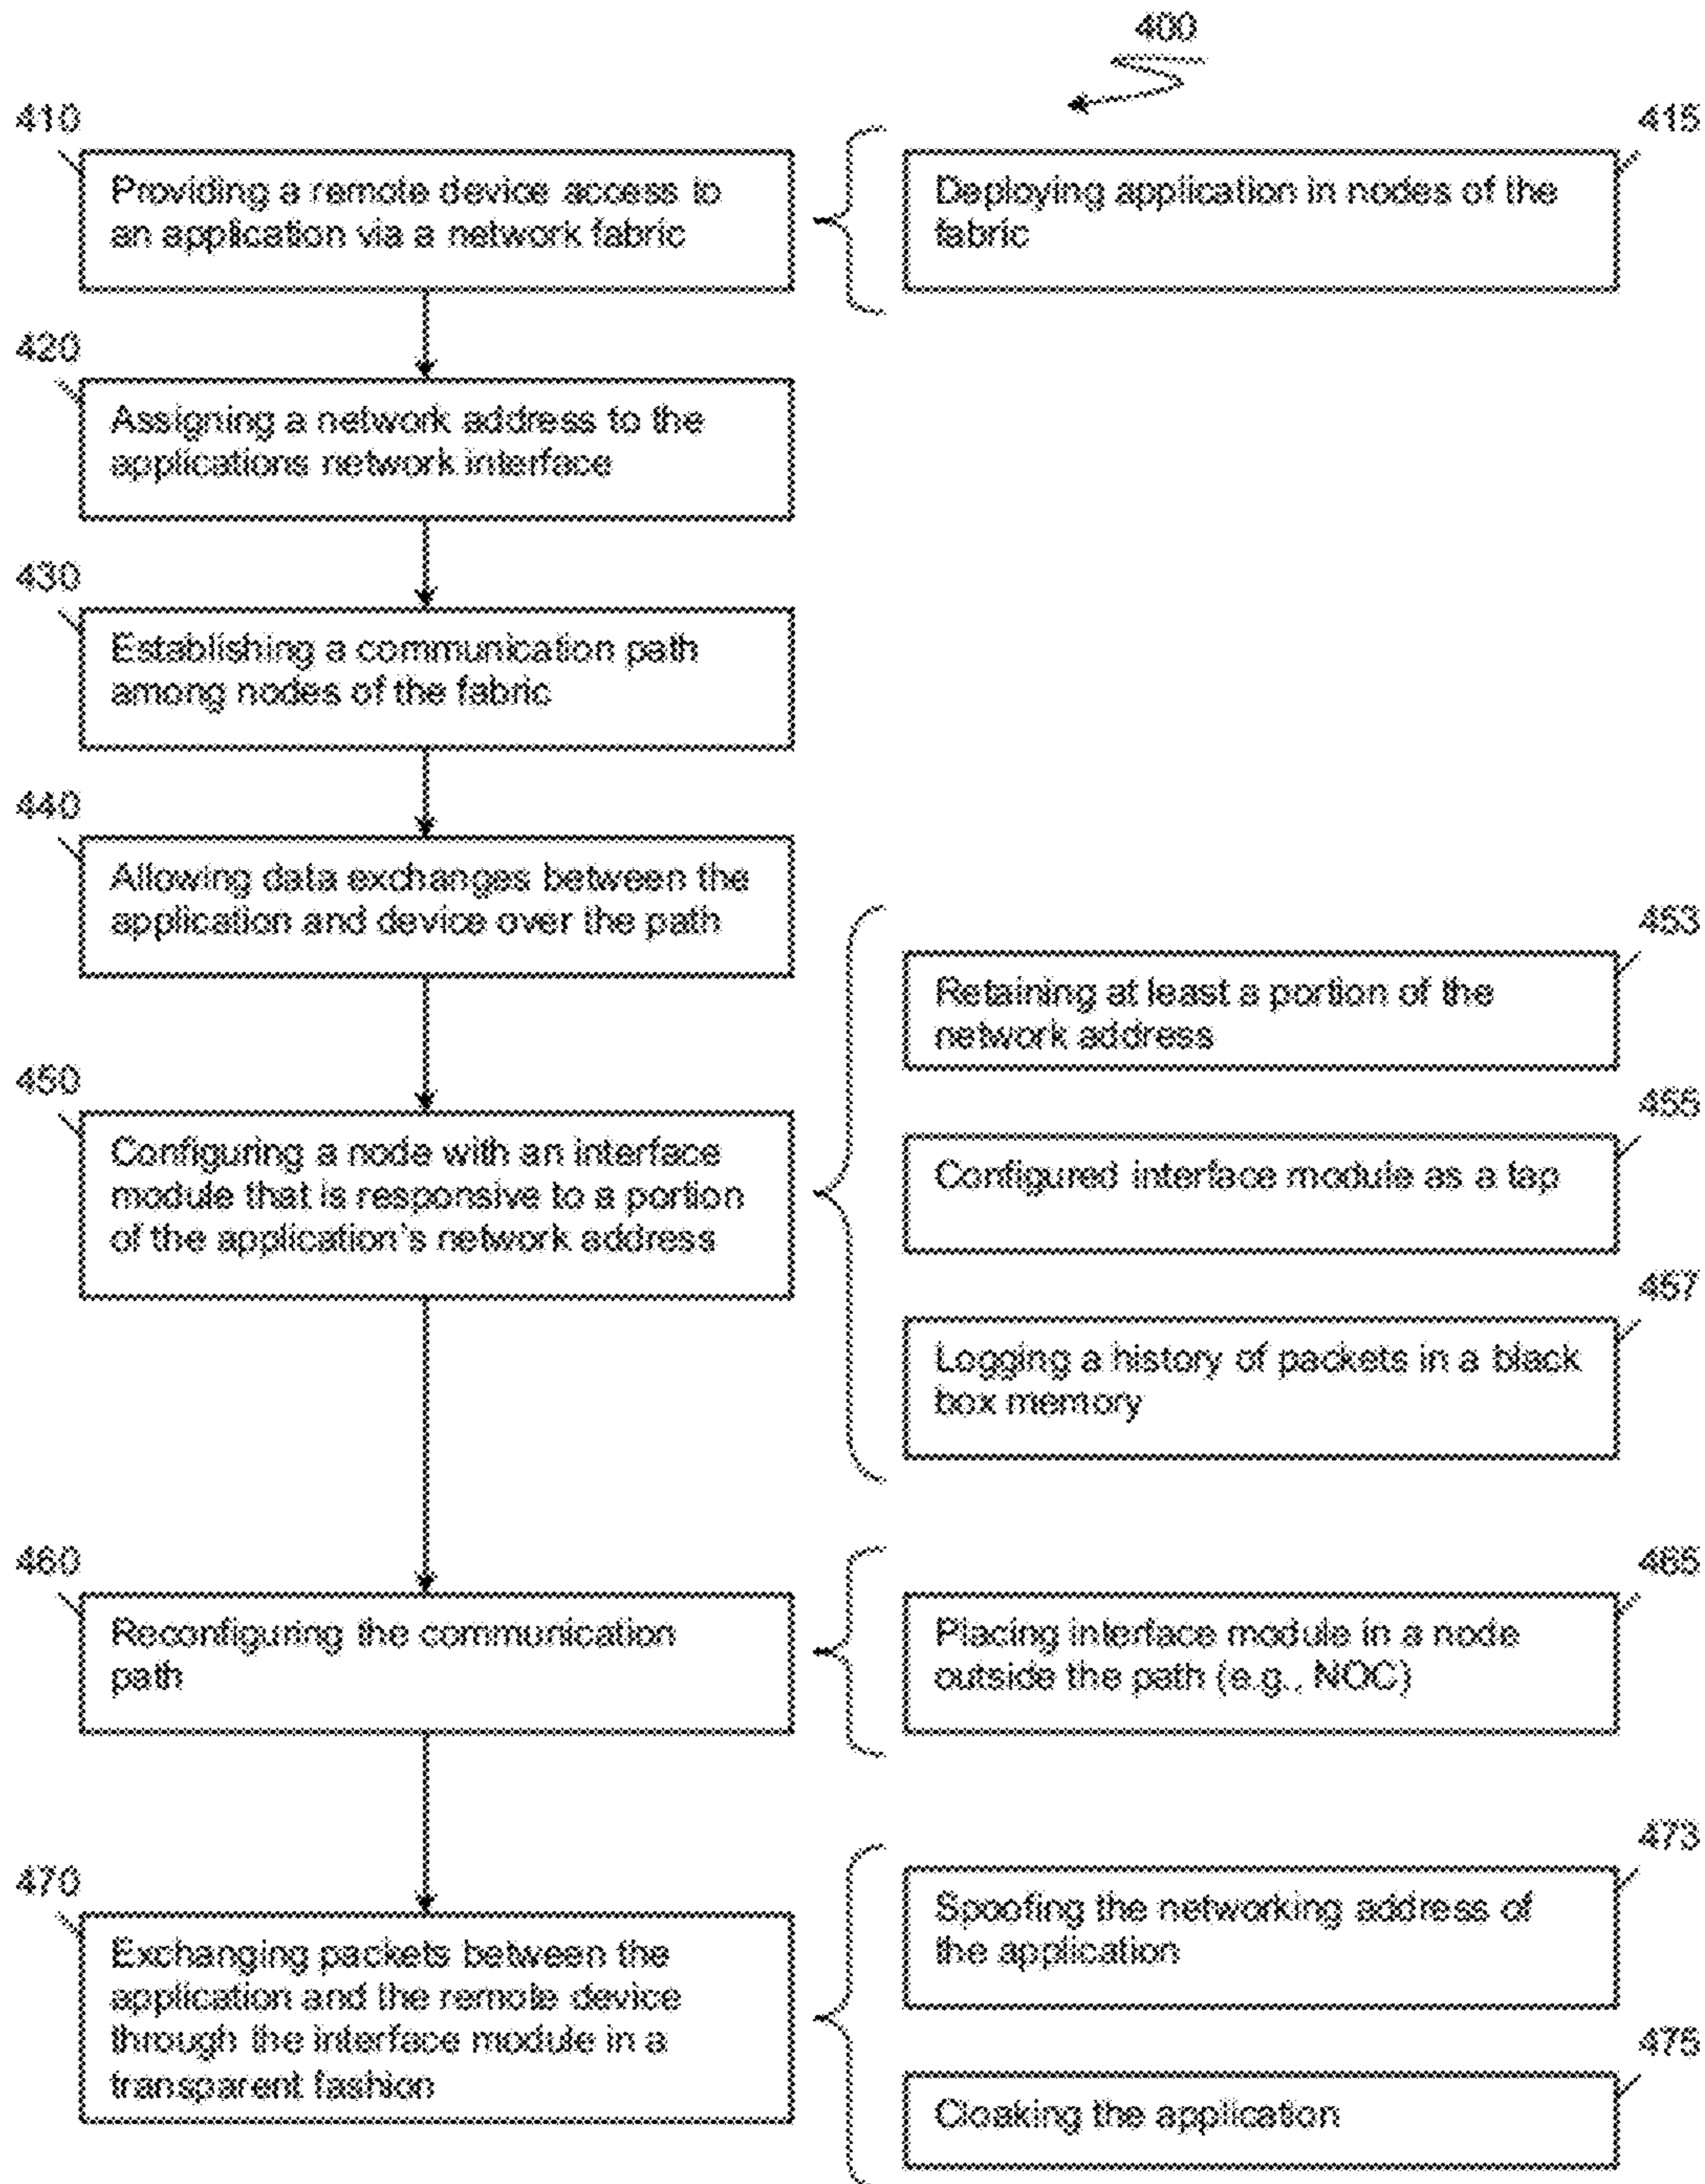 400
410
Providing a remote device access to
an application via a network fabric
415
Deploying application in nodes of the
fabric
420
Assigning a network address to the
applications network interface
430
Establishing a communication path
among nodes of the fabric
440
Allowing data exchanges between the
application and device over the path
450
Configuring a node with an interface
module that is responsive to a portion
of the application's network address
453
Retaining at least a portion of the
network address
455
Configured interface module as a tap
457
Logging a history of packets in a black
box memory
460
Reconfiguring the communication
path
465
Placing interface module in a node
outside the path (e.g., NOC)
470
Exchanging packets between the
application and the remote device
through the interface module in a
transparent fashion
473
Spoofing the networking address of
the application
475
Cloaking the application